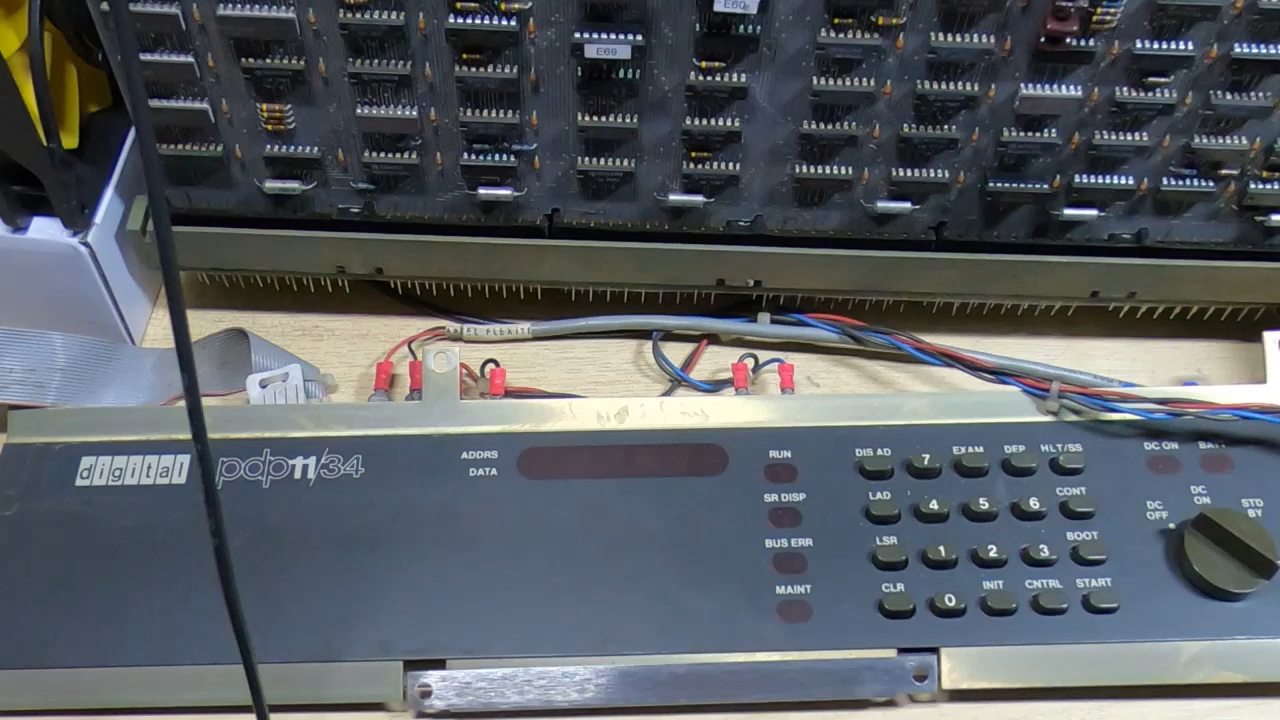 E60
E69
digital pdp11/34
ADDRS
DATA
RUN
SR DISP
BUS ERR
MAINT
DIS AD 7 EXAM DEP HLT/SS
LAD 4 5 6 CONT
LSR 1 2 3 BOOT
CLR 0 INIT CNTRL START
DC ON
DC OFF
DC ON
STD BY